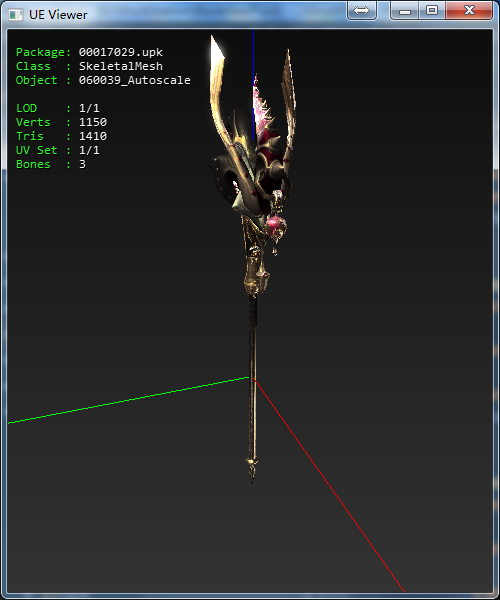 UE Viewer
Package: 00017029.upk
Class : SkeletalMesh
Object : 060039_Autoscale
LOD : 1/1
Verts : 1150
Tris : 1410
UV Set : 1/1
Bones : 3